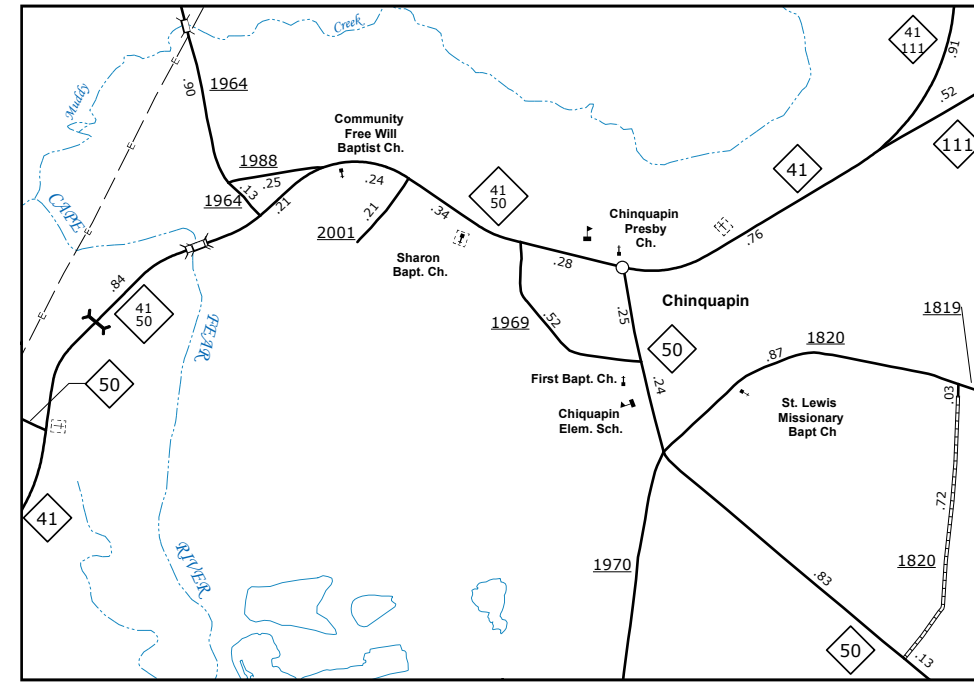 41
111
.91
.52
111
Creek
Muddy
E
.90
1964
Community
Free Will
Baptist Ch.
1988
.25
.13
1964
.21
.24
.21
2001
.34
41
50
41
.76
Chinquapin
Presby
Ch.
CAPE
E
Sharon
Bapt. Ch.
.28
Chinquapin
.84
E
41
50
FEAR
1969
.52
.25
50
1819
1820
.87
50
First Bapt. Ch.
Chiquapin
Elem. Sch.
.24
St. Lewis
Missionary
Bapt Ch
.03
41
.72
RIVER
1970
.83
1820
50
.13